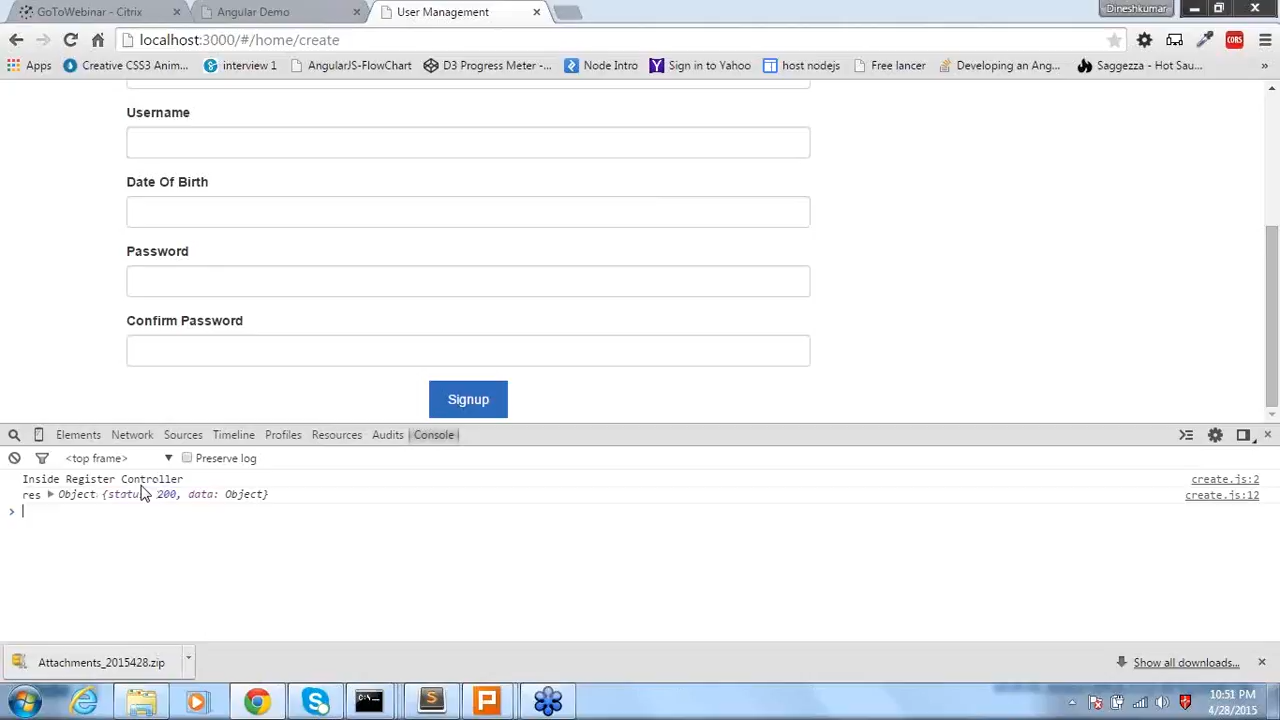 GoToWebinar - Citrix
Angular Demo
User Management
Dineshkumar
localhost:3000/#/home/create
CORS
Apps
Creative CSS3 Anim...
interview 1
AngularJS-FlowChart
D3 Progress Meter -...
Node Intro
Sign in to Yahoo
host nodejs
Free lancer
Developing an Ang...
Saggezza - Hot Sau...
»
Username
Date Of Birth
Password
Confirm Password
Signup
Elements Network Sources Timeline Profiles Resources Audits Console
<top frame>
Preserve log
Inside Register Controller
create.js:2
res Object {statu 200, data: Object}
create.js:12
>
Attachments_2015428.zip
Show all downloads...
10:51 PM
4/28/2015